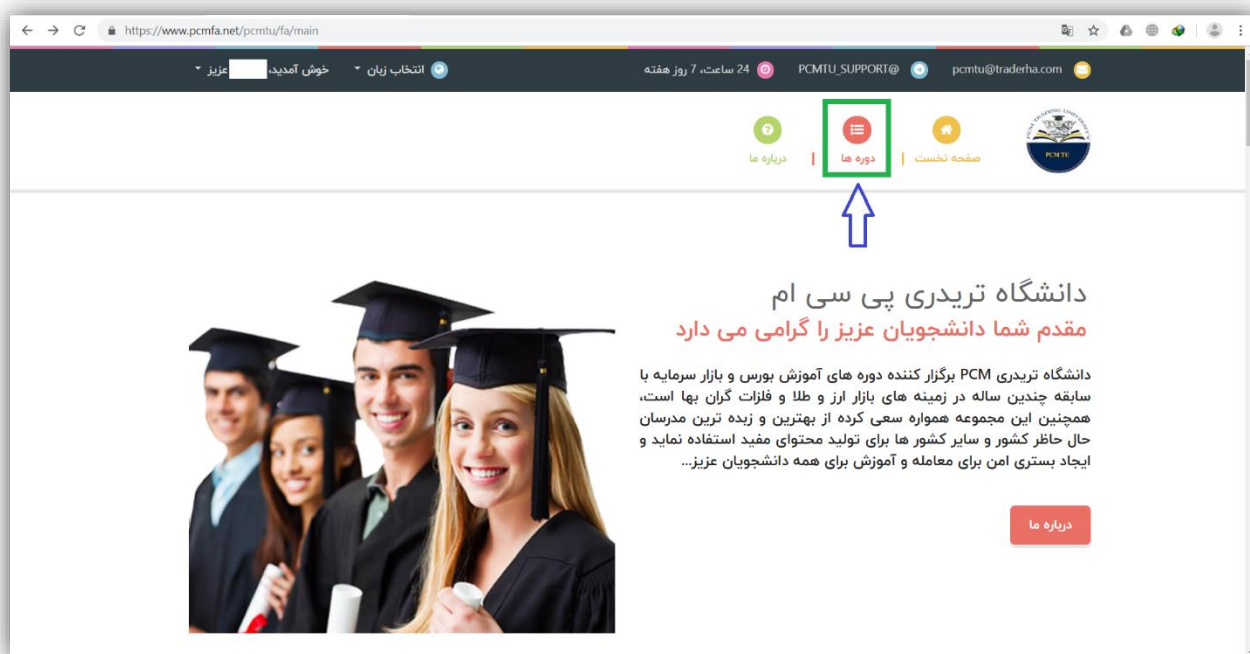 https://www.pcmfa.net/pcmtu/fa/main
pcmtu@traderha.com
@PCMTU_SUPPORT
24 ساعت، 7 روز هفته
انتخاب زبان
خوش آمدید، عزیز
PCM TRADING UNIVERSITY
PCM TU
صفحه نخست
دوره ها
درباره ما
دانشگاه تریدری پی سی ام
مقدم شما دانشجویان عزیز را گرامی می دارد
دانشگاه تریدری PCM برگزار کننده دوره های آموزش بورس و بازار سرمایه با
سابقه چندین ساله در زمینه های بازار ارز و طلا و فلزات گران بها است،
همچنین این مجموعه همواره سعی کرده از بهترین و زبده ترین مدرسان
حال حاظر کشور و سایر کشور ها برای تولید محتوای مفید استفاده نماید و
ایجاد بستری امن برای معامله و آموزش برای همه دانشجویان عزیز...
درباره ما